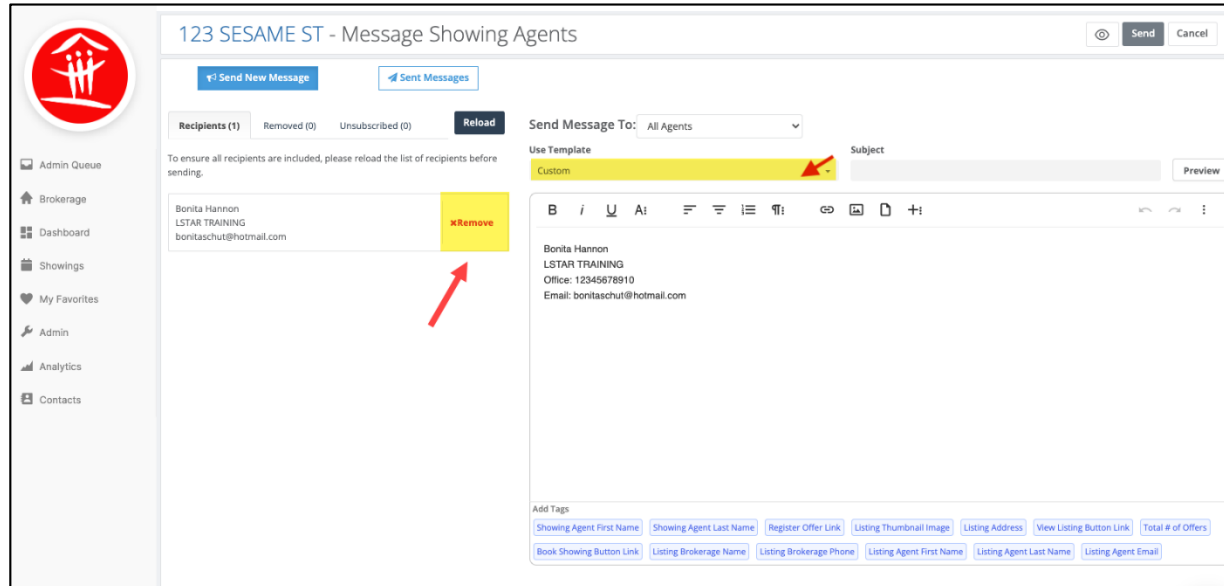 123 SESAME ST - Message Showing Agents
Send
Cancel
Send New Message
Sent Messages
Recipients (1)
Removed (0)
Unsubscribed (0)
Reload
To ensure all recipients are included, please reload the list of recipients before
sending.
Bonita Hannon
LSTAR TRAINING
bonitaschut@hotmail.com
Remove
Admin Queue
Brokerage
Dashboard
Showings
My Favorites
Admin
Analytics
Contacts
Send Message To: All Agents
Use Template
Subject
Custom
Preview
B i U A
Bonita Hannon
LSTAR TRAINING
Office: 12345678910
Email: bonitaschut@hotmail.com
Add Tags
Showing Agent First Name Showing Agent Last Name Register Offer Link Listing Thumbnail Image Listing Address View Listing Button Link Total # of Offers
Book Showing Button Link Listing Brokerage Name Listing Brokerage Phone Listing Agent First Name Listing Agent Last Name Listing Agent Email